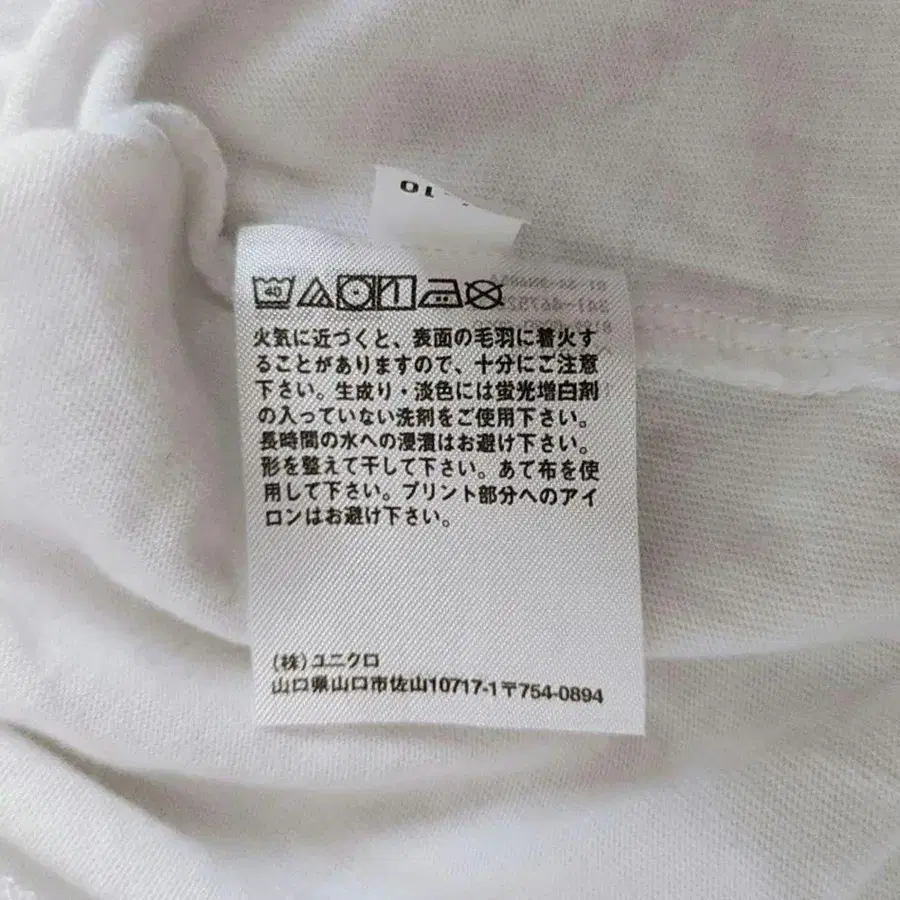 40
火気に近づくと、表面の毛羽に着火す
ることがありますので、十分にご注意
下さい。生成り・淡色には蛍光増白剤
の入っていない洗剤をご使用下さい。
長時間の水への浸漬はお避け下さい。
形を整えて干して下さい。あて布を使
用して下さい。プリント部分へのアイ
ロンはお避け下さい。
(株)ユニクロ
山口県山口市佐山10717-1〒754-0894